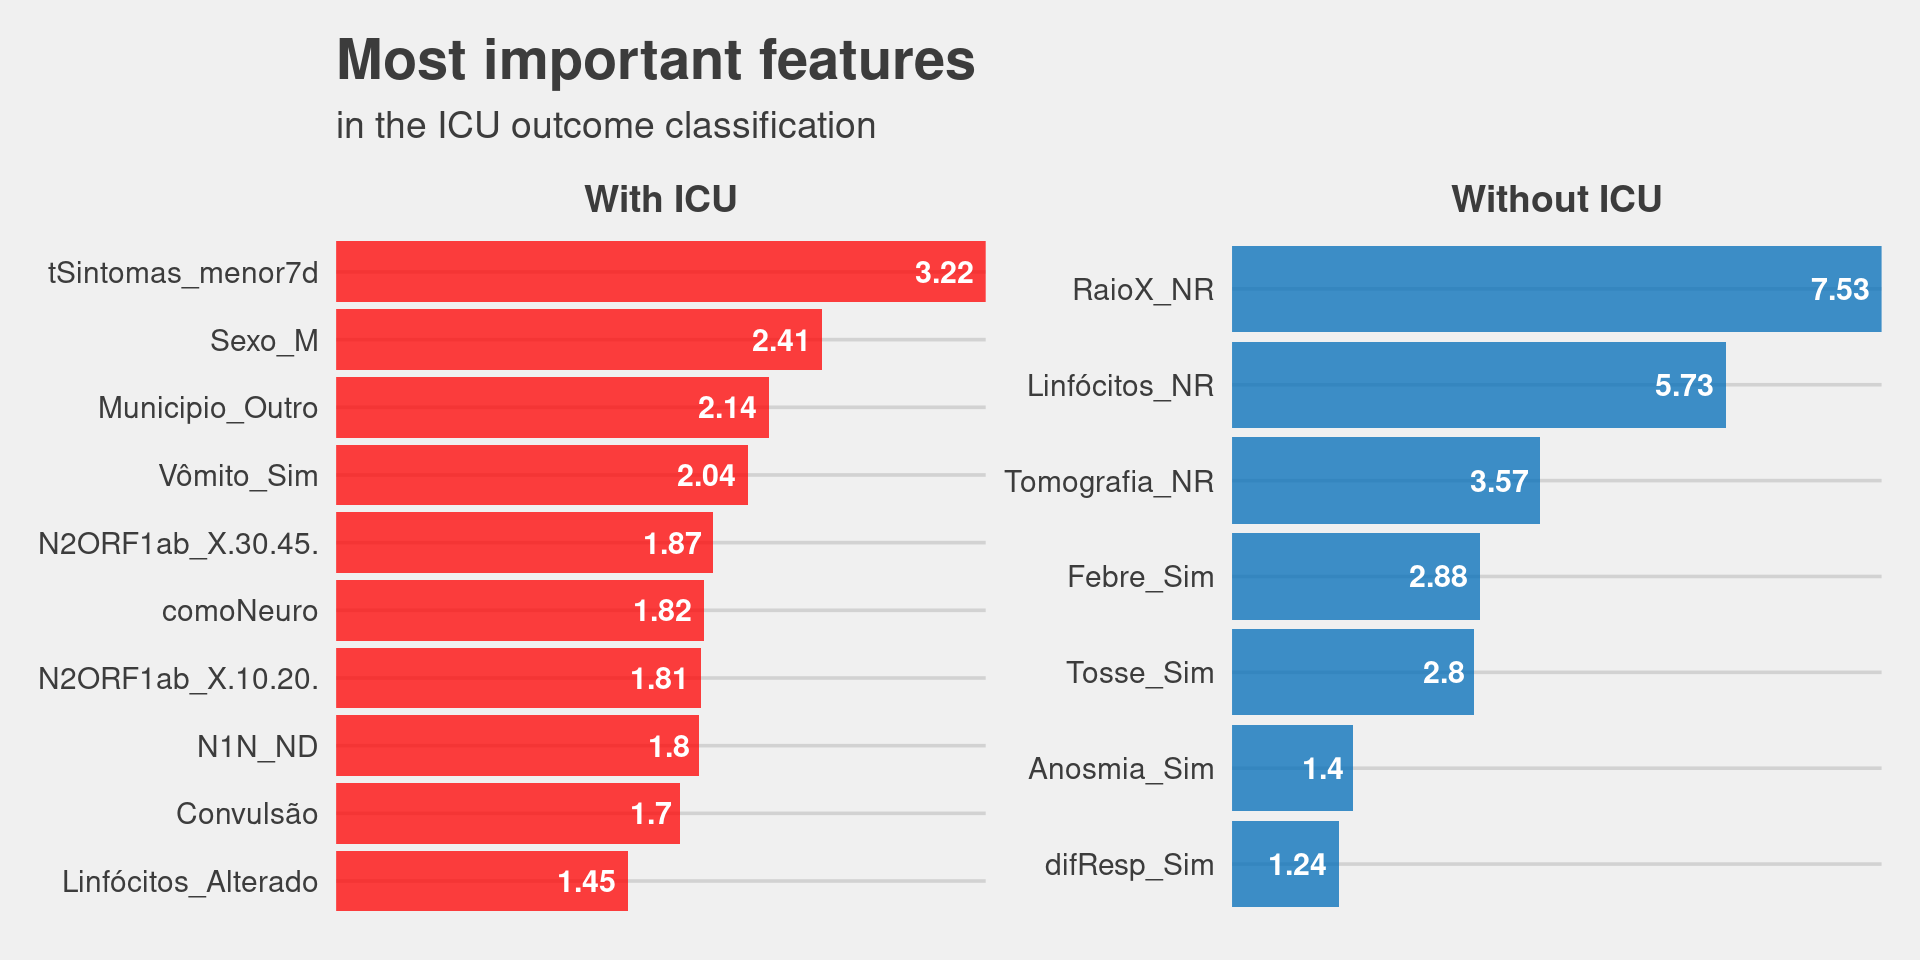 Most important features
in the ICU outcome classification
With ICU
tSintomas_menor7d 3.22
Sexo_M 2.41
Municipio_Outro 2.14
Vômito_Sim 2.04
N2ORF1ab_X.30.45. 1.87
comoNeuro 1.82
N2ORF1ab_X.10.20. 1.81
N1N_ND 1.8
Convulsão 1.7
Linfócitos_Alterado 1.45
Without ICU
RaioX_NR 7.53
Linfócitos_NR 5.73
Tomografia_NR 3.57
Febre_Sim 2.88
Tosse_Sim 2.8
Anosmia_Sim 1.4
difResp_Sim 1.24